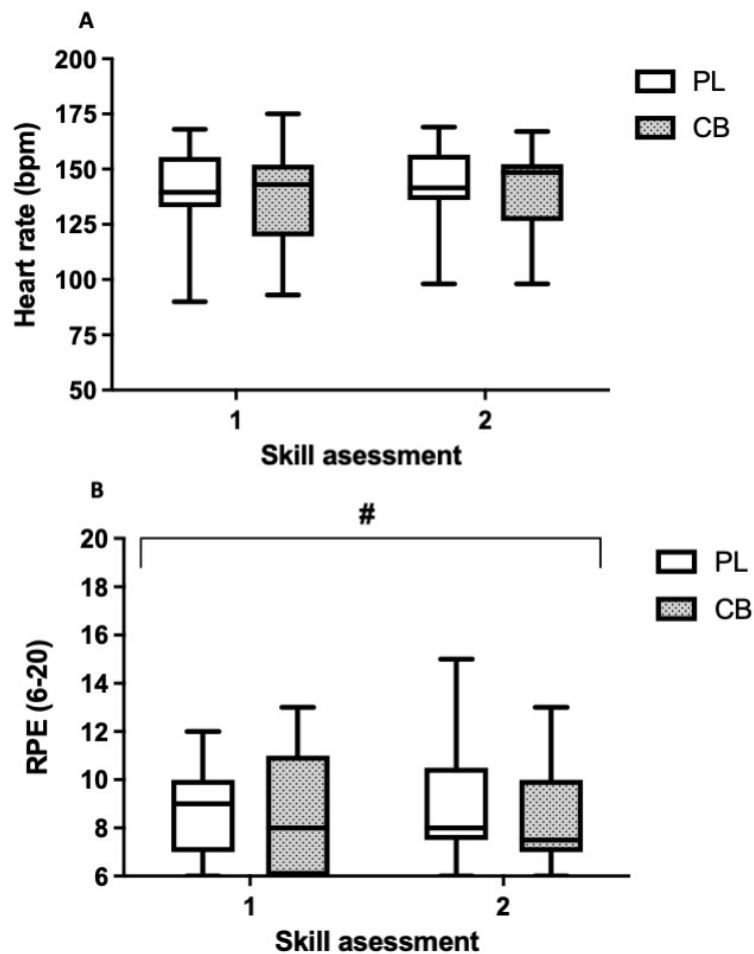 A
200
175
150
125
100
75
50
Heart rate (bpm)
1
2
Skill asessment
PL
CB
B
#
20
18
16
14
12
10
8
6
RPE (6-20)
1
2
Skill asessment
PL
CB